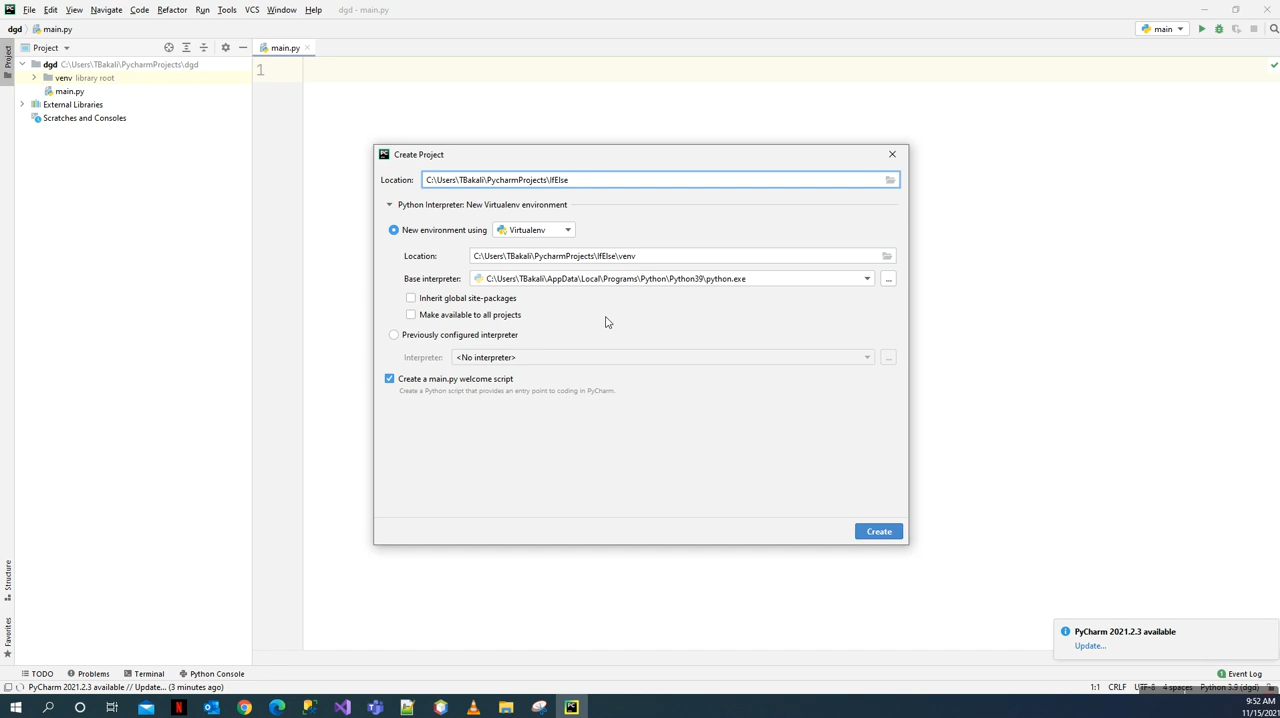 File Edit View Navigate Code Refactor Run Tools VCS Window Help dgd - main.py
dgd main.py main
Project main.py
Project
dgd C:\Users\TBakali\PycharmProjects\dgd
1
venv library root
main.py
External Libraries
Scratches and Consoles
Create Project
Location: C:\Users\TBakali\PycharmProjects\IfElse
Python Interpreter: New Virtualenv environment
New environment using Virtualenv
Location: C:\Users\TBakali\PycharmProjects\IfElse\venv
Base interpreter: C:\Users\TBakali\AppData\Local\Programs\Python\Python39\python.exe ...
Inherit global site-packages
Make available to all projects
Previously configured interpreter
Interpreter: <No interpreter> ...
Create a main.py welcome script
Create a Python script that provides an entry point to coding in PyCharm.
Create
Structure
Favorites
PyCharm 2021.2.3 available
Update...
TODO Problems Terminal Python Console Event Log
PyCharm 2021.2.3 available // Update... (3 minutes ago) 1:1 CRLF UTF-8 4 spaces Python 3.9 (dgd)
9:52 AM
11/15/2021